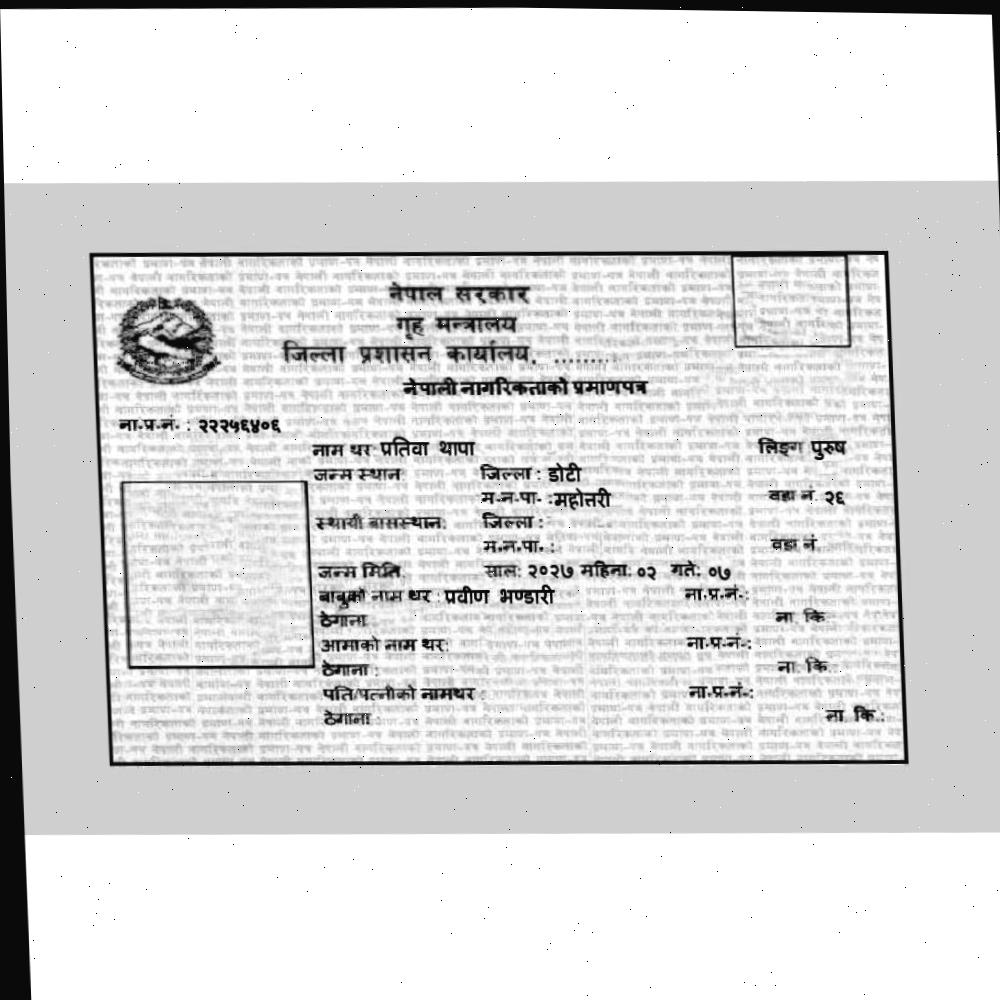 नेपाल सरकार
गृह मन्त्रालय
जिल्ला प्रशासन कार्यालय, ........
नेपाली नागरिकताको प्रमाणपत्र
ना.प्र.नं. : २२२५६४०६
नाम थर प्रतिवा थापा लिङ्ग पुरुष
जन्म स्थान जिल्ला : डोटी
म.न.पा. : महोत्तरी वडा नं. २६
स्थायी बासस्थान: जिल्ला :
म.न.पा. : वडा नं
जन्म मिति साल: २०२७ महिना: ०२ गते: ०७
बाबुको नाम थर : प्रवीण भण्डारी ना.प्र.नं.:
ठेगाना ना. कि
आमाको नाम थर: ना.प्र.नं.:
ठेगाना : ना. कि.:
पति/पत्नीको नामथर : ना.प्र.नं.:
ठेगाना : ना. कि.: